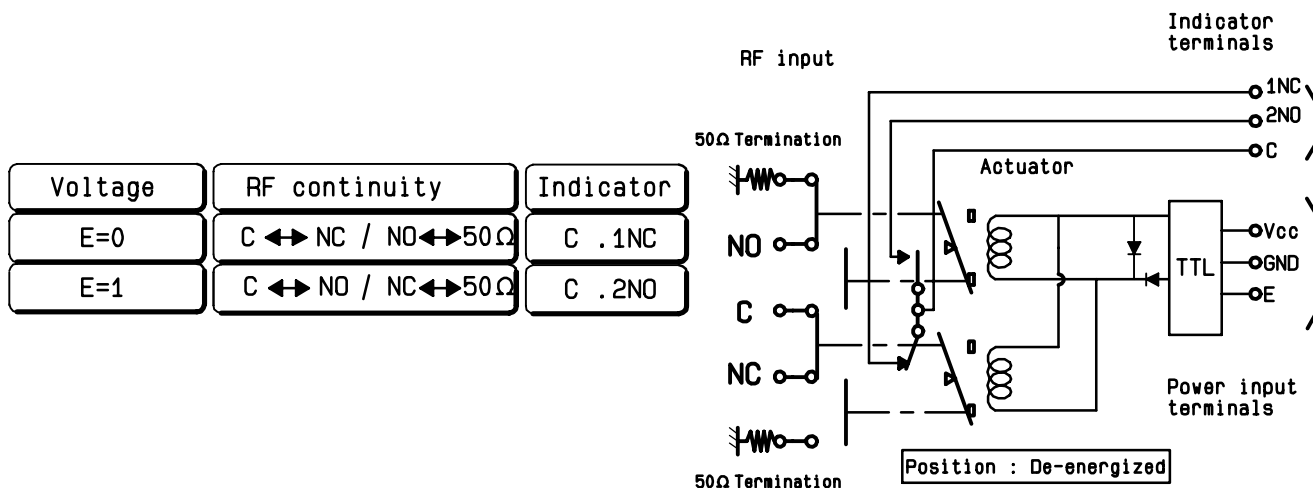 Voltage
RF continuity
Indicator
E=0
C ◄► NC / NO◄►50Ω
C .1NC
E=1
C ◄► NO / NC◄►50Ω
C .2NO
RF input
Indicator
terminals
1NC
2NO
C
50Ω Termination
Actuator
NO
C
NC
TTL
Vcc
GND
E
Power input
terminals
50Ω Termination
Position : De-energized